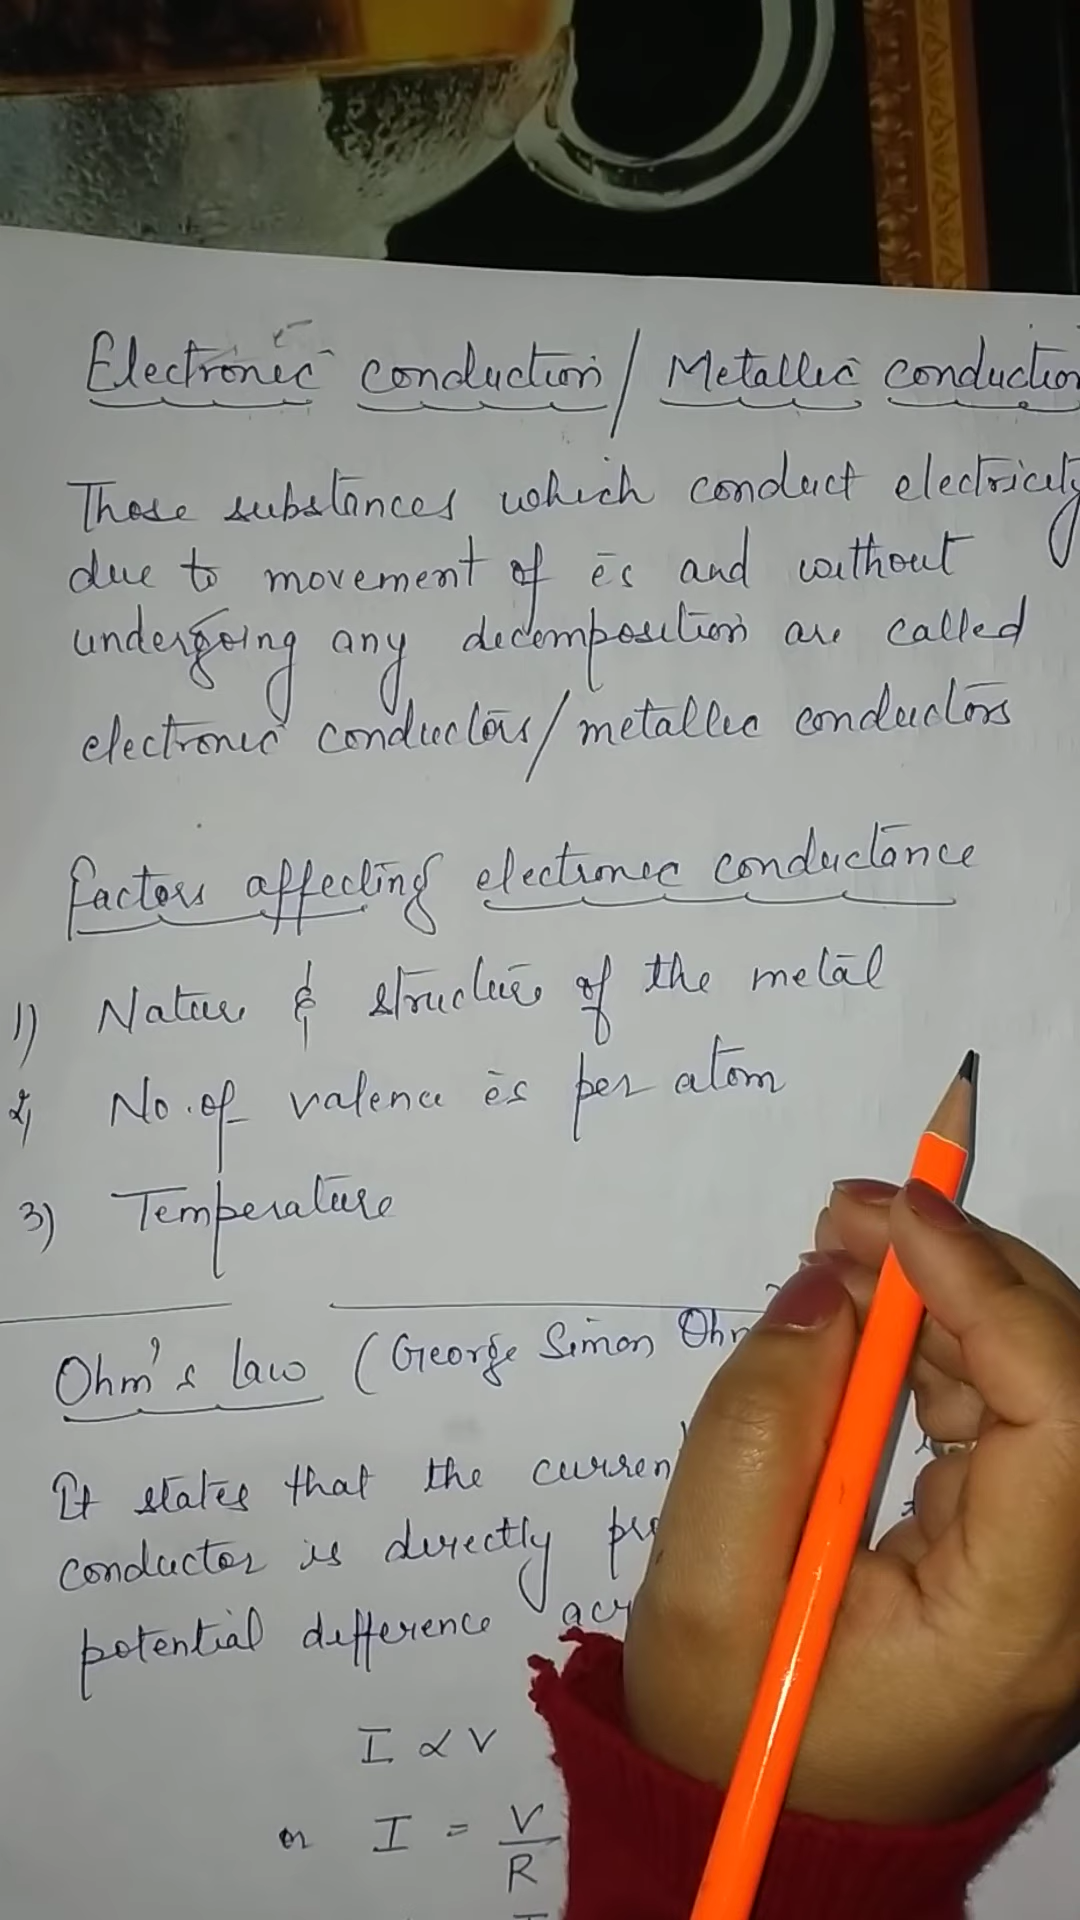 Electronic conduction / Metallic conduction
Those substances which conduct electricity
due to movement of ēs and without
undergoing any decomposition are called
electronic conductors/metallic conductors
Factors affecting electronic conductance
1) Nature & structure of the metal
2) No. of valence ēs per atom
3) Temperature
Ohm's law (George Simon Ohm
It states that the curren
conductor is directly pro
potential difference acr
I ∝ V
or I = V/R